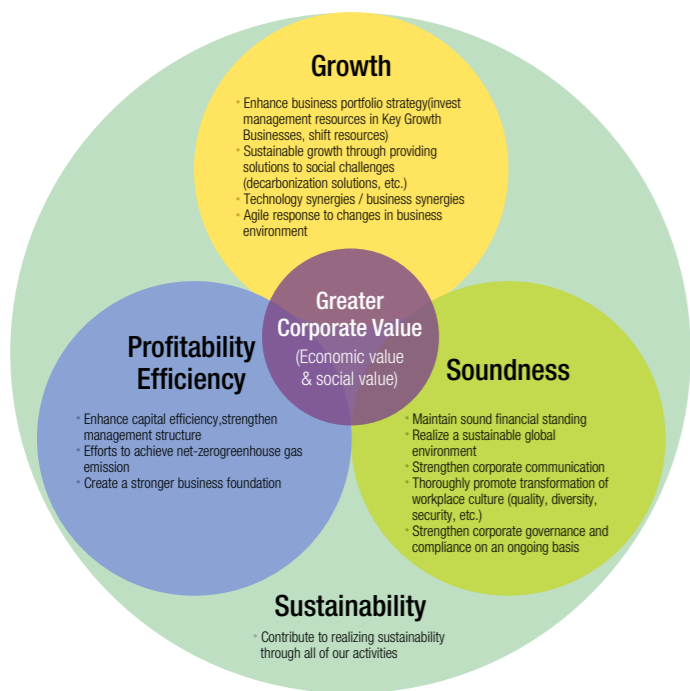 Growth
• Enhance business portfolio strategy(invest
management resources in Key Growth
Businesses, shift resources)
• Sustainable growth through providing
solutions to social challenges
(decarbonization solutions, etc.)
• Technology synergies / business synergies
• Agile response to changes in business
environment
Greater
Corporate Value
(Economic value
& social value)
Profitability
Efficiency
• Enhance capital efficiency,strengthen
management structure
• Efforts to achieve net-zerogreenhouse gas
emission
• Create a stronger business foundation
Soundness
• Maintain sound financial standing
• Realize a sustainable global
environment
• Strengthen corporate communication
• Thoroughly promote transformation of
workplace culture (quality, diversity,
security, etc.)
• Strengthen corporate governance and
compliance on an ongoing basis
Sustainability
• Contribute to realizing sustainability
through all of our activities